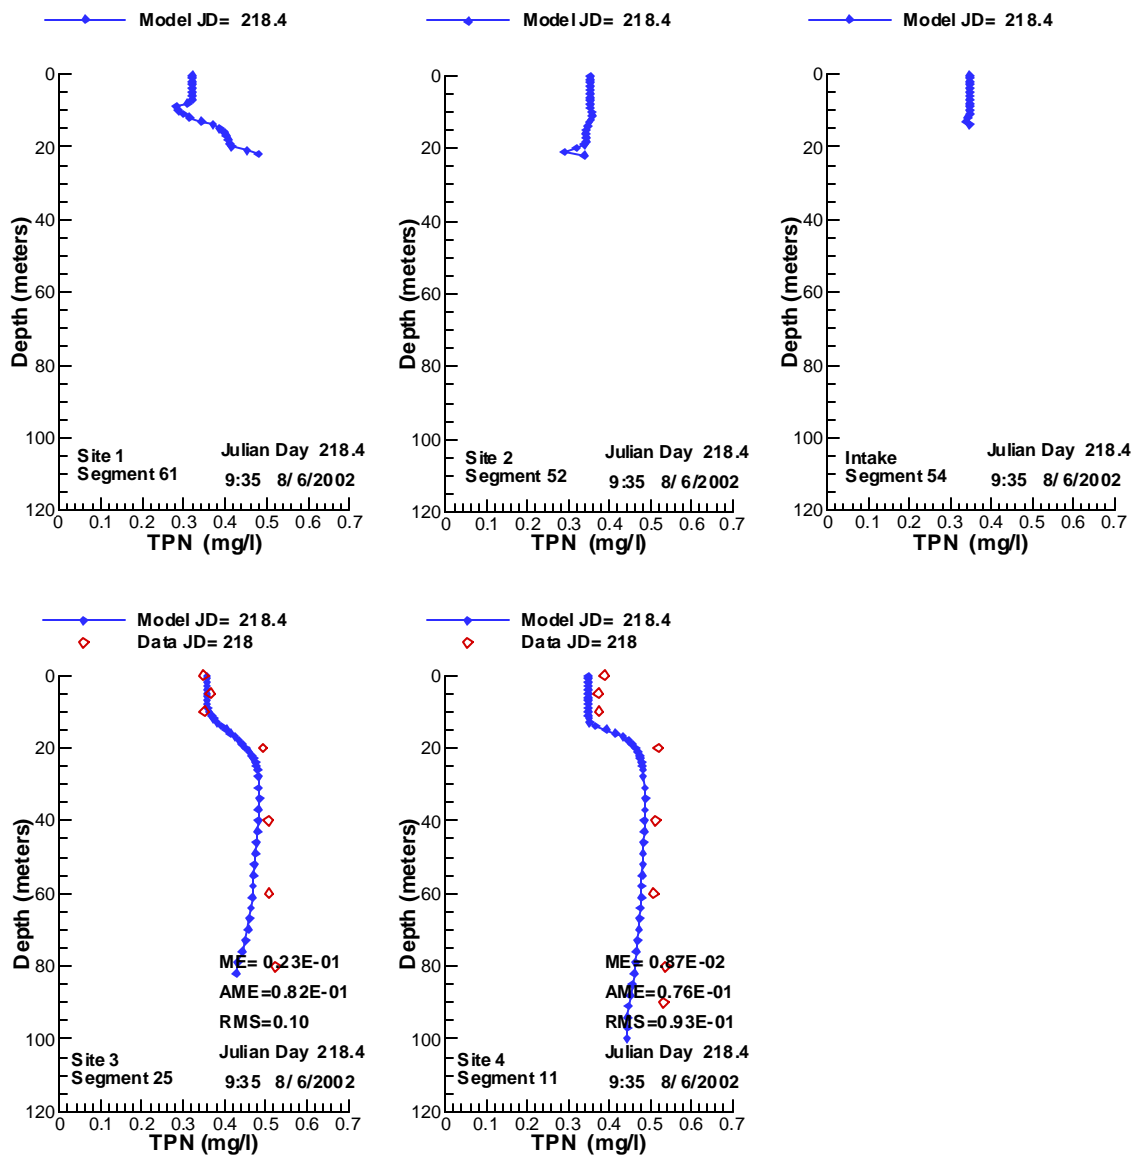 Model JD= 218.4
0
20
40
60
80
100
120
Depth (meters)
Site 1
Segment 61
Julian Day 218.4
9:35 8/ 6/2002
0 0.1 0.2 0.3 0.4 0.5 0.6 0.7
TPN (mg/l)
Model JD= 218.4
0
20
40
60
80
100
120
Depth (meters)
Site 2
Segment 52
Julian Day 218.4
9:35 8/ 6/2002
0 0.1 0.2 0.3 0.4 0.5 0.6 0.7
TPN (mg/l)
Model JD= 218.4
0
20
40
60
80
100
120
Depth (meters)
Intake
Segment 54
Julian Day 218.4
9:35 8/ 6/2002
0 0.1 0.2 0.3 0.4 0.5 0.6 0.7
TPN (mg/l)
Model JD= 218.4
Data JD= 218
0
20
40
60
80
100
120
Depth (meters)
ME= 0.23E-01
AME=0.82E-01
RMS=0.10
Site 3
Segment 25
Julian Day 218.4
9:35 8/ 6/2002
0 0.1 0.2 0.3 0.4 0.5 0.6 0.7
TPN (mg/l)
Model JD= 218.4
Data JD= 218
0
20
40
60
80
100
120
Depth (meters)
ME= 0.87E-02
AME=0.76E-01
RMS=0.93E-01
Site 4
Segment 11
Julian Day 218.4
9:35 8/ 6/2002
0 0.1 0.2 0.3 0.4 0.5 0.6 0.7
TPN (mg/l)